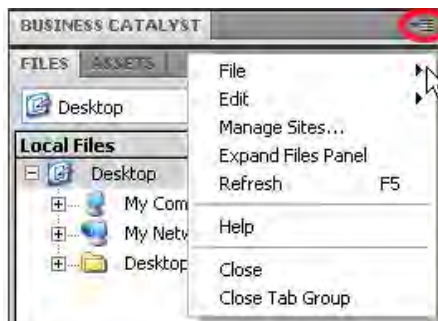 BUSINESS CATALYST
FILES ASSETS
File
Edit
Desktop
Manage Sites...
Local Files
Expand Files Panel
Desktop
Refresh F5
My Com
My Netw
Help
Desktop
Close
Close Tab Group